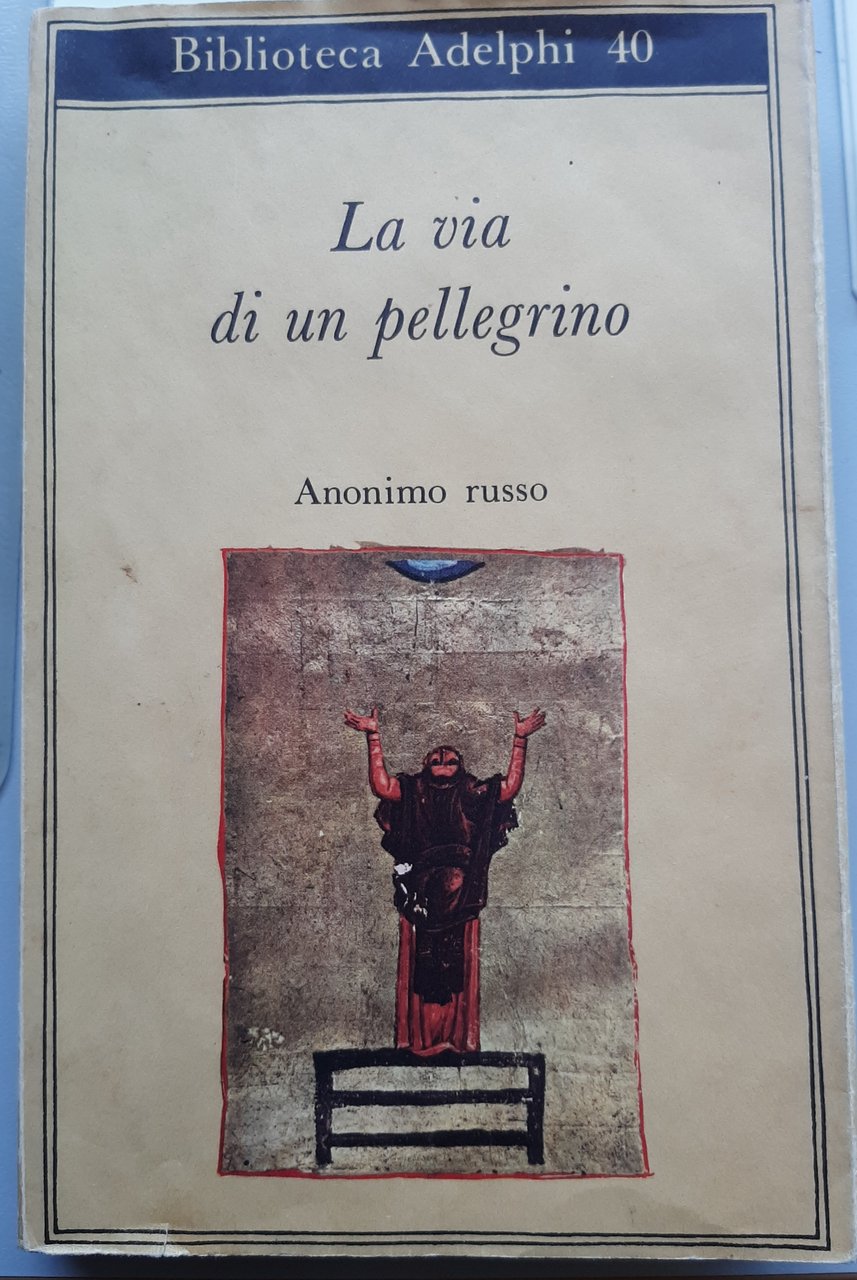 Biblioteca Adelphi 40
La via
di un pellegrino
Anonimo russo